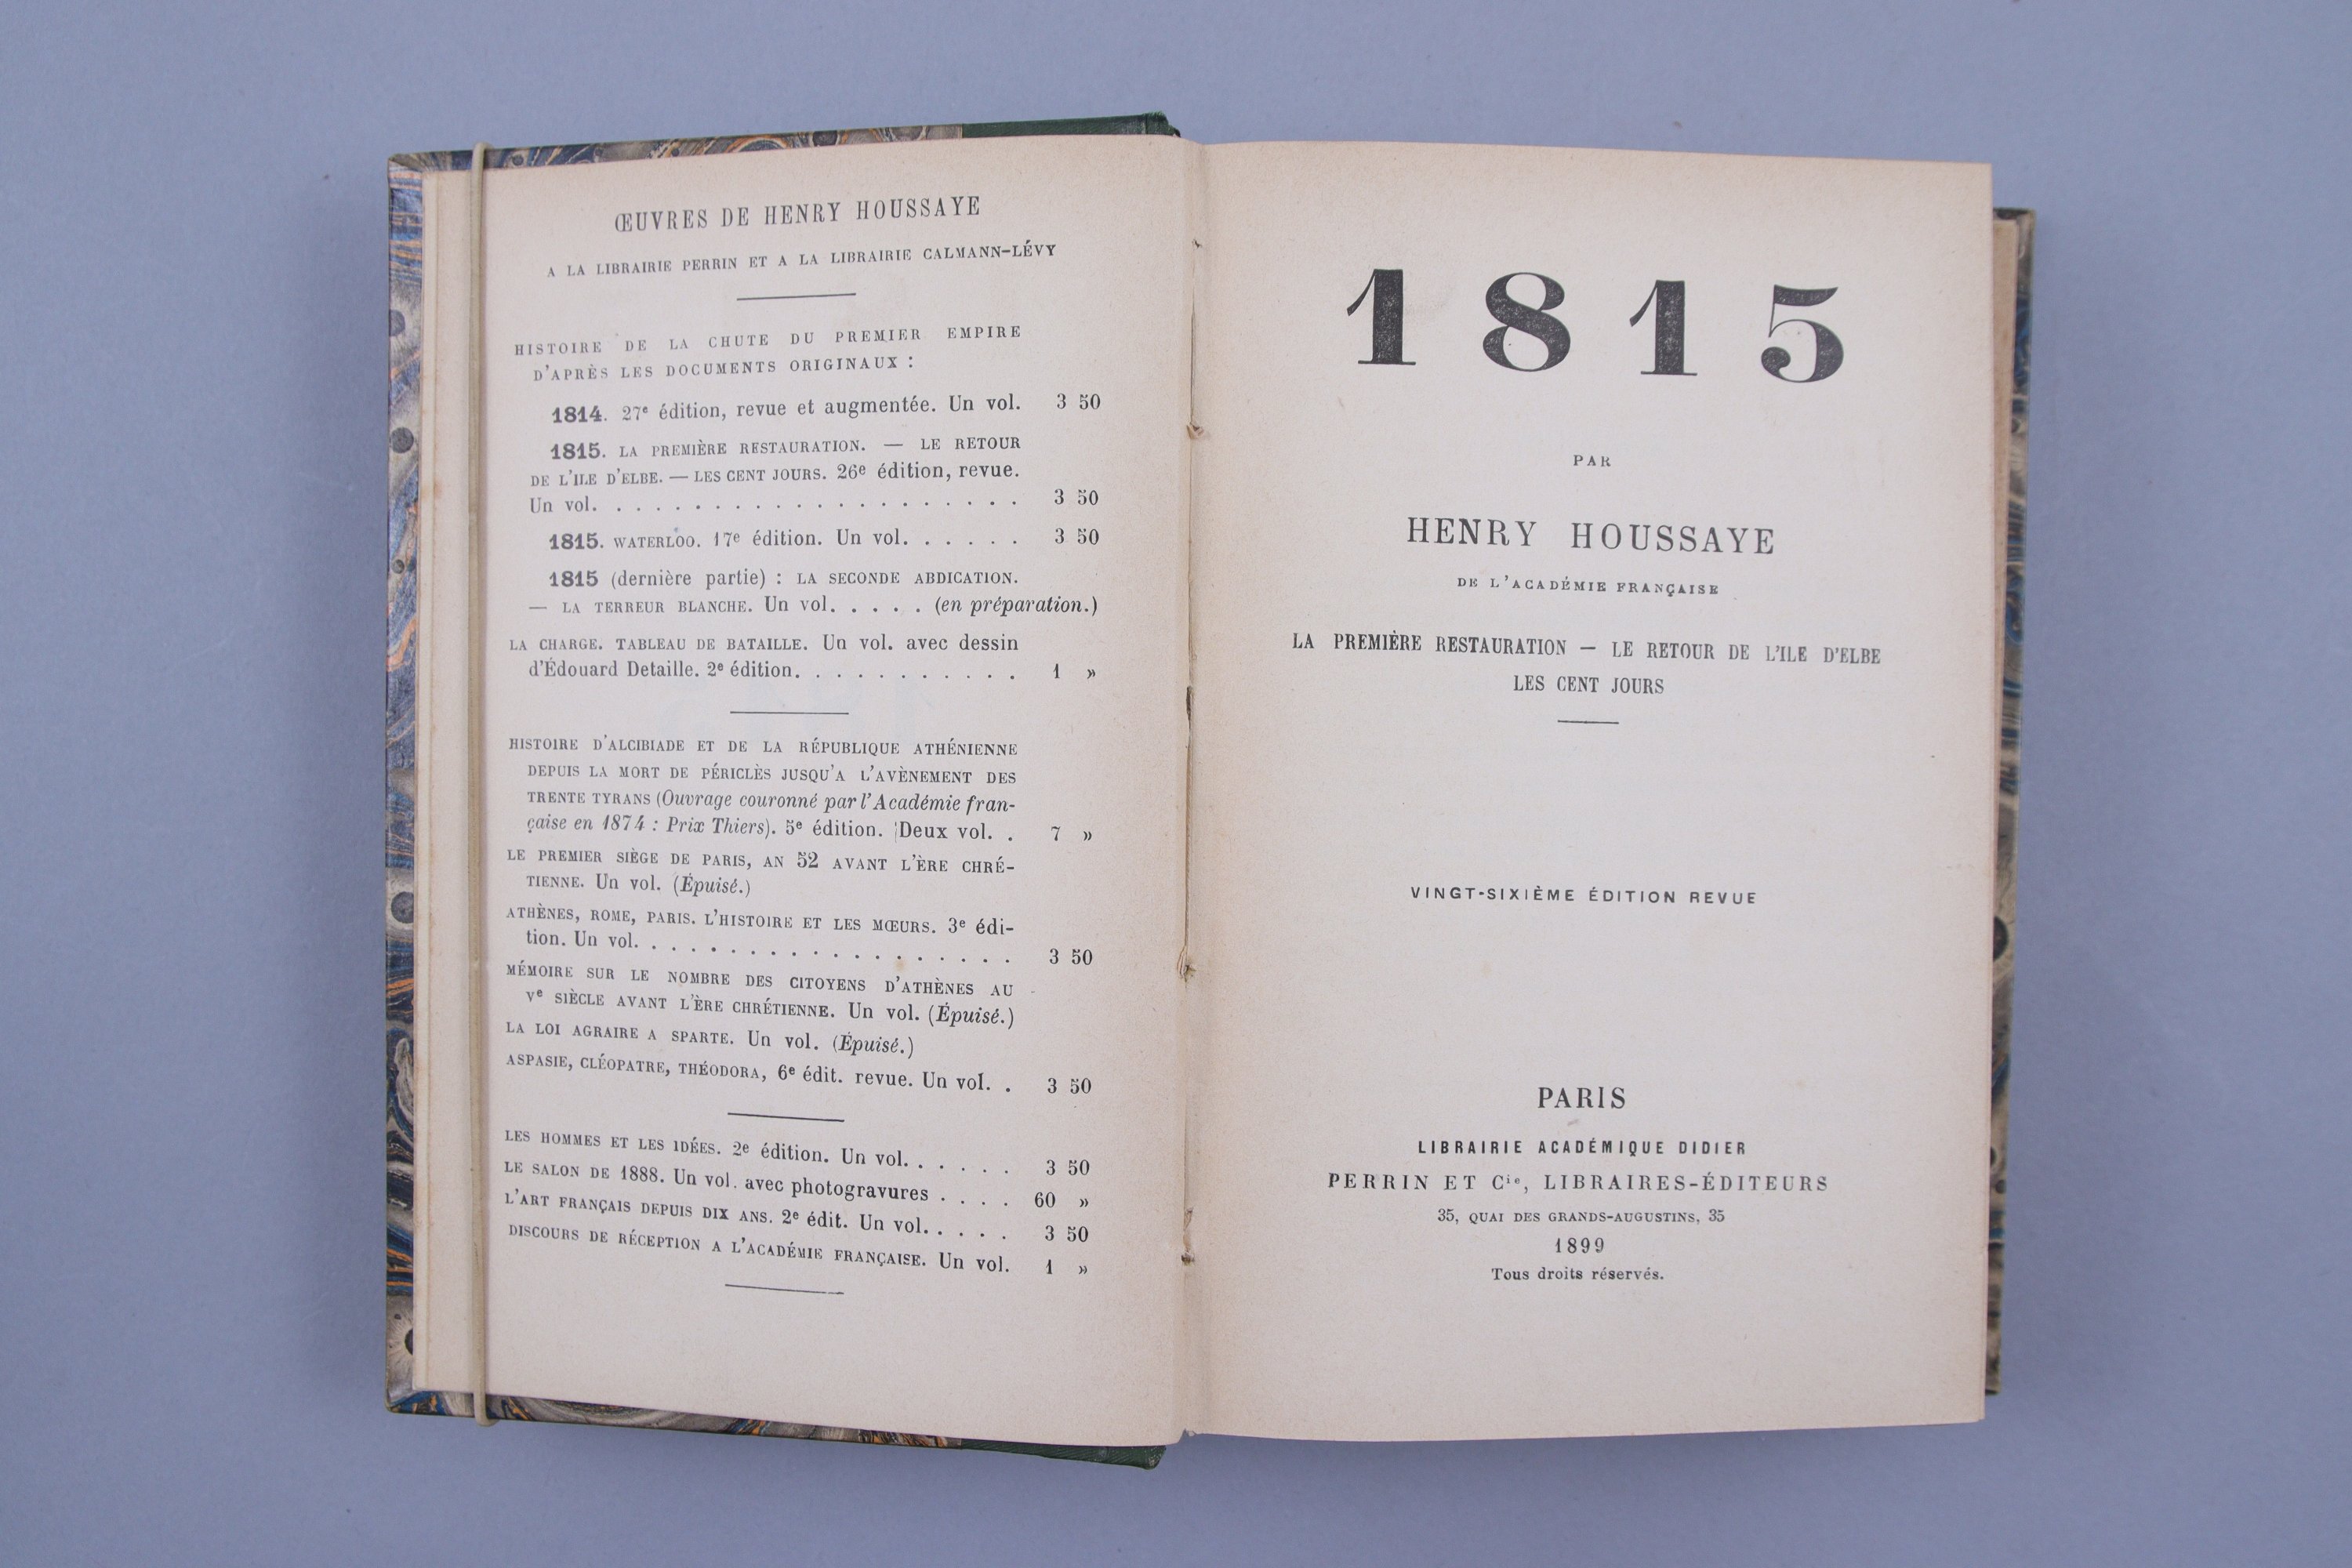 ŒUVRES DE HENRY HOUSSAYE
A LA LIBRAIRIE PERRIN ET A LA LIBRAIRIE CALMANN-LÉVY
HISTOIRE DE LA CHUTE DU PREMIER EMPIRE
D'APRÈS LES DOCUMENTS ORIGINAUX :
1814. 27e édition, revue et augmentée. Un vol. 3 50
1815. LA PREMIÈRE RESTAURATION. — LE RETOUR
DE L'ILE D'ELBE. — LES CENT JOURS. 26e édition, revue.
Un vol. . . . . . . . . . . . . . . . . . . . . . 3 50
1815. WATERLOO. 17e édition. Un vol. . . . . . 3 50
1815 (dernière partie) : LA SECONDE ABDICATION.
— LA TERREUR BLANCHE. Un vol. . . . . (en préparation.)
LA CHARGE. TABLEAU DE BATAILLE. Un vol. avec dessin
d'Édouard Detaille. 2e édition. . . . . . . . . . . . 1 »
HISTOIRE D'ALCIBIADE ET DE LA RÉPUBLIQUE ATHÉNIENNE
DEPUIS LA MORT DE PÉRICLÈS JUSQU'A L'AVÈNEMENT DES
TRENTE TYRANS (Ouvrage couronné par l'Académie fran-
çaise en 1874 : Prix Thiers). 5e édition. Deux vol. . 7 »
LE PREMIER SIÈGE DE PARIS, AN 52 AVANT L'ÈRE CHRÉ-
TIENNE. Un vol. (Épuisé.)
ATHÈNES, ROME, PARIS. L'HISTOIRE ET LES MŒURS. 3e édi-
tion. Un vol. . . . . . . . . . . . . . . . . . . . 3 50
MÉMOIRE SUR LE NOMBRE DES CITOYENS D'ATHÈNES AU
Ve SIÈCLE AVANT L'ÈRE CHRÉTIENNE. Un vol. (Épuisé.)
LA LOI AGRAIRE A SPARTE. Un vol. (Épuisé.)
ASPASIE, CLÉOPATRE, THÉODORA, 6e édit. revue. Un vol. . 3 50
LES HOMMES ET LES IDÉES. 2e édition. Un vol. . . . . . 3 50
LE SALON DE 1888. Un vol. avec photogravures . . . . 60 »
L'ART FRANÇAIS DEPUIS DIX ANS. 2e édit. Un vol. . . . . 3 50
DISCOURS DE RÉCEPTION A L'ACADÉMIE FRANÇAISE. Un vol. 1 »
1815
PAR
HENRY HOUSSAYE
DE L'ACADÉMIE FRANÇAISE
LA PREMIÈRE RESTAURATION — LE RETOUR DE L'ILE D'ELBE
LES CENT JOURS
VINGT-SIXIÈME ÉDITION REVUE
PARIS
LIBRAIRIE ACADÉMIQUE DIDIER
PERRIN ET Cie, LIBRAIRES-ÉDITEURS
35, QUAI DES GRANDS-AUGUSTINS, 35
1899
Tous droits réservés.